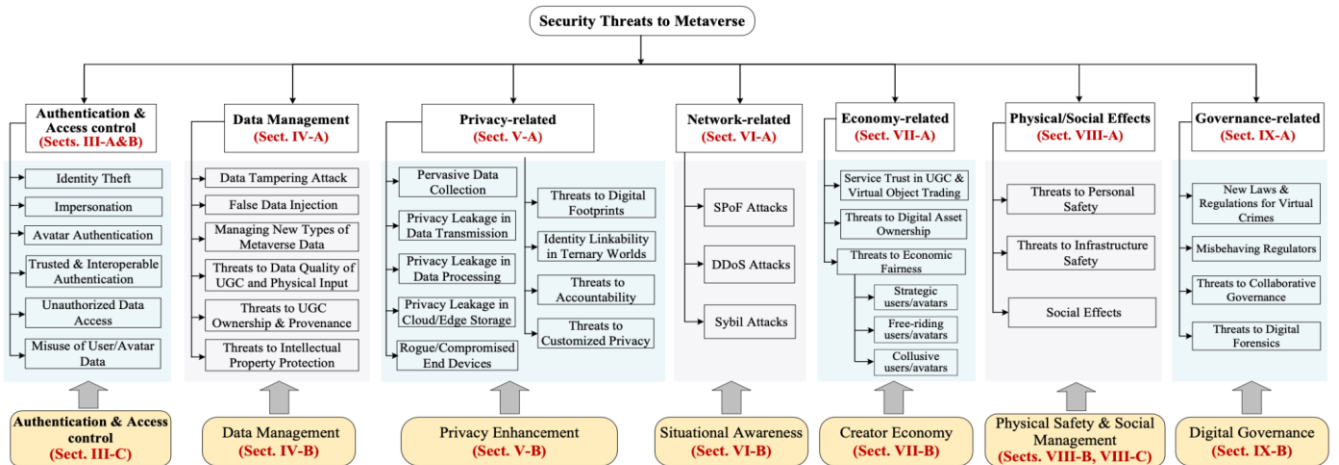 Security Threats to Metaverse
Authentication &
Access control
(Sects. III-A&B)
Identity Theft
Impersonation
Avatar Authentication
Trusted & Interoperable
Authentication
Unauthorized Data
Access
Misuse of User/Avatar
Data
Authentication & Access
control
(Sect. III-C)
Data Management
(Sect. IV-A)
Data Tampering Attack
False Data Injection
Managing New Types of
Metaverse Data
Threats to Data Quality of
UGC and Physical Input
Threats to UGC
Ownership & Provenance
Threats to Intellectual
Property Protection
Data Management
(Sect. IV-B)
Privacy-related
(Sect. V-A)
Pervasive Data
Collection
Privacy Leakage in
Data Transmission
Privacy Leakage in
Data Processing
Privacy Leakage in
Cloud/Edge Storage
Rogue/Compromised
End Devices
Threats to Digital
Footprints
Identity Linkability
in Ternary Worlds
Threats to
Accountability
Threats to
Customized Privacy
Privacy Enhancement
(Sect. V-B)
Network-related
(Sect. VI-A)
SPoF Attacks
DDoS Attacks
Sybil Attacks
Situational Awareness
(Sect. VI-B)
Economy-related
(Sect. VII-A)
Service Trust in UGC &
Virtual Object Trading
Threats to Digital Asset
Ownership
Threats to Economic
Fairness
Strategic
users/avatars
Free-riding
users/avatars
Collusive
users/avatars
Creator Economy
(Sect. VII-B)
Physical/Social Effects
(Sect. VIII-A)
Threats to Personal
Safety
Threats to Infrastructure
Safety
Social Effects
Physical Safety & Social
Management
(Sects. VIII-B, VIII-C)
Governance-related
(Sect. IX-A)
New Laws &
Regulations for Virtual
Crimes
Misbehaving Regulators
Threats to Collaborative
Governance
Threats to Digital
Forensics
Digital Governance
(Sect. IX-B)